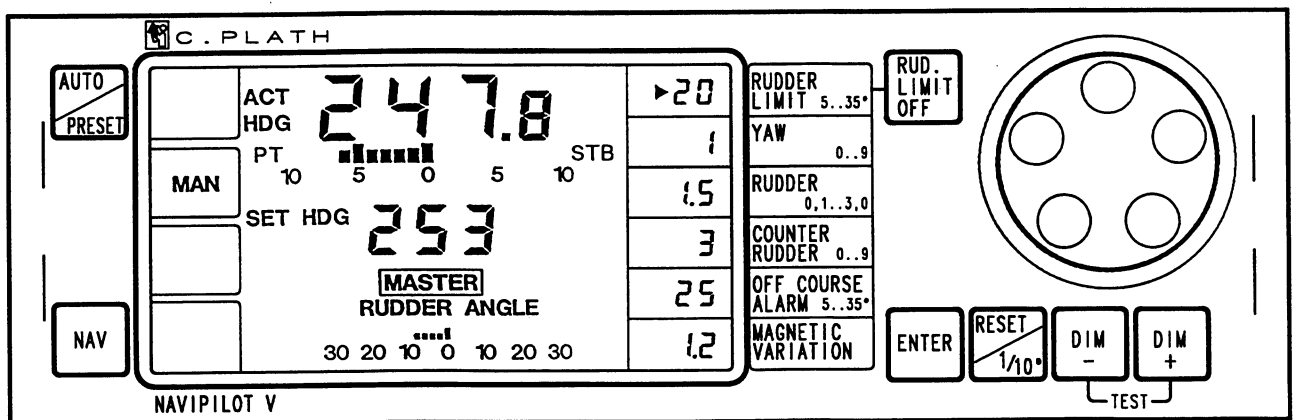 C.PLATH
AUTO
PRESET
NAV
MAN
ACT
HDG
247.8
PT
STB
10 5 0 5 10
SET HDG 253
MASTER
RUDDER ANGLE
30 20 10 0 10 20 30
►20
1
1.5
3
25
1.2
RUDDER
LIMIT 5..35°
YAW
0..9
RUDDER
0,1..3,0
COUNTER
RUDDER 0..9
OFF COURSE
ALARM 5..35°
MAGNETIC
VARIATION
RUD.
LIMIT
OFF
ENTER
RESET
1/10°
DIM
-
DIM
+
TEST
NAVIPILOT V